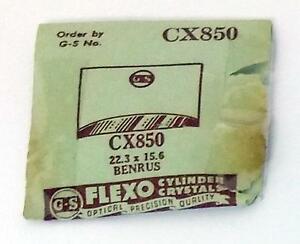 Order by
G-S No.
CX850
G-S
CX850
22.3 x 15.6
BENRUS
G-S FLEXO CYLINDER CRYSTALS
OPTICAL PRECISION QUALITY